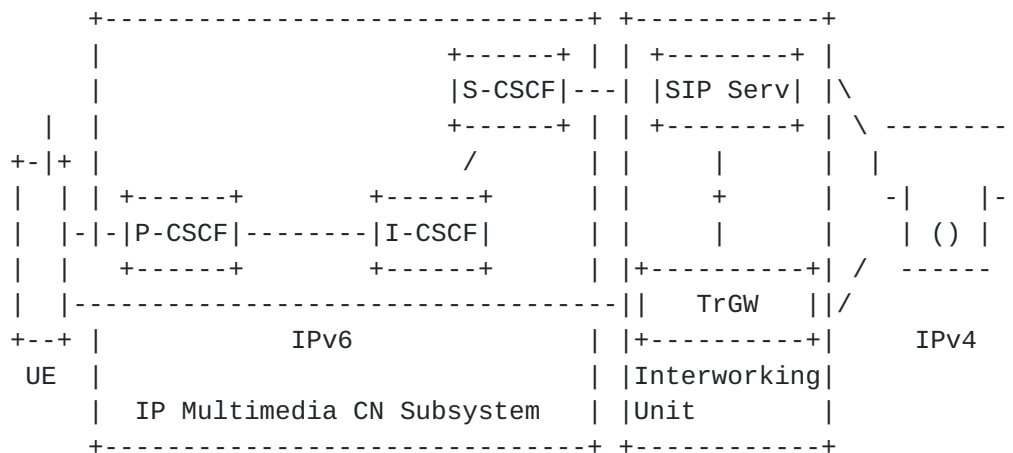 S-CSCF SIP Serv
P-CSCF I-CSCF ()
TrGW
IPv6 IPv4
UE Interworking
IP Multimedia CN Subsystem Unit